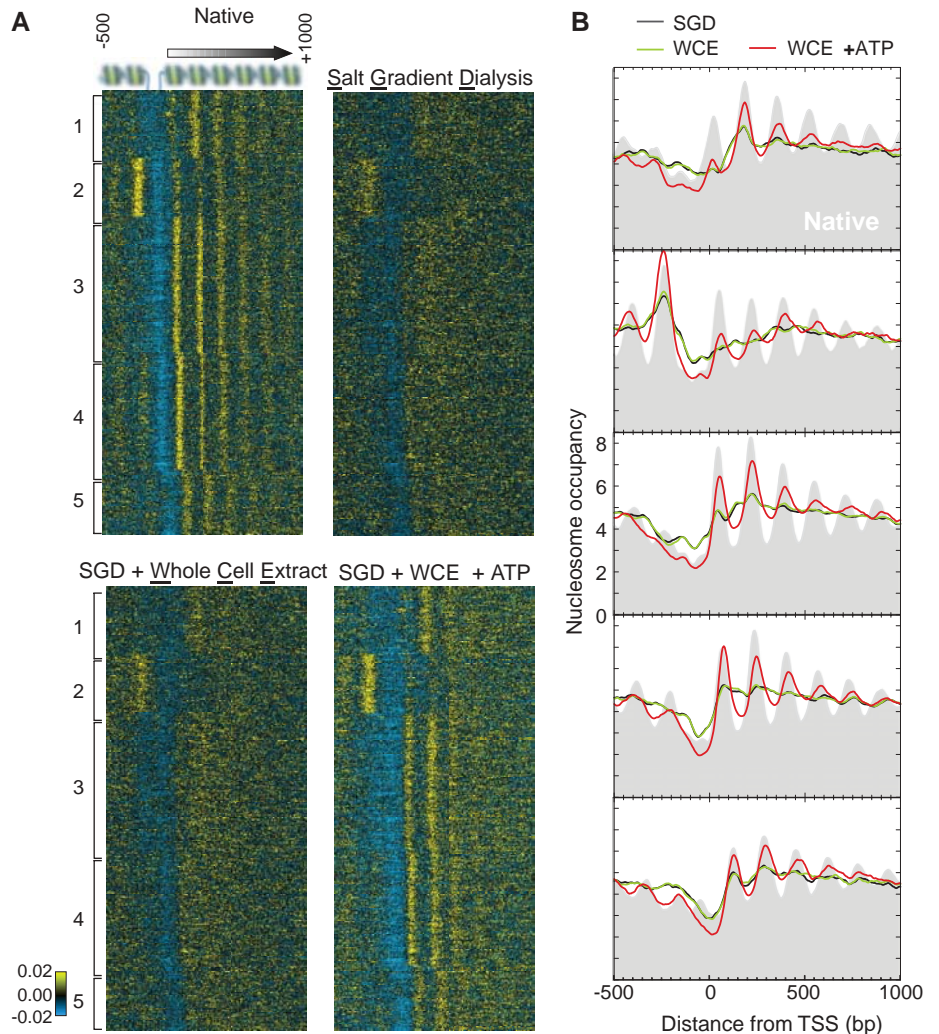 A
-500
Native
+1000
Salt Gradient Dialysis
1
2
3
4
5
SGD + Whole Cell Extract
SGD + WCE + ATP
1
2
3
4
5
0.02
0.00
-0.02
B
SGD
WCE
WCE +ATP
Native
Nucleosome occupancy
8
6
4
2
0
-500
0
500
1000
Distance from TSS (bp)